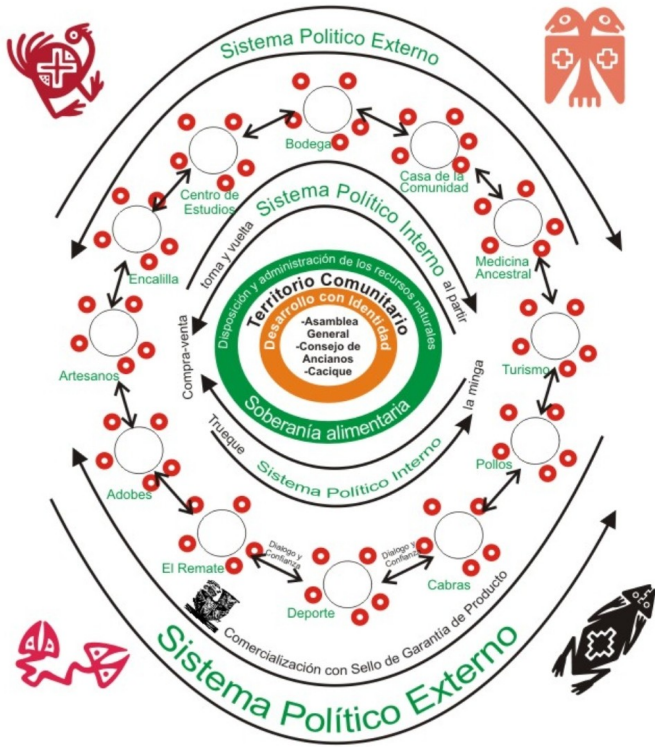 Sistema Politico Externo
Bodega
Centro de
Estudios
Casa de la
Comunidad
Sistema Político Interno
Encalilla
torna y vuelta
al partir
Medicina
Ancestral
Disposición y administración de los recursos naturales
Territorio Comunitario
Desarrollo con Identidad
-Asamblea
General
-Consejo de
Ancianos
-Cacique
Soberanía alimentaria
Compra-venta
Artesanos
Turismo
Trueque
la minga
Sistema Político Interno
Adobes
Pollos
El Remate
Dialogo y
Confianza
Deporte
Dialogo y
Confianz
Cabras
Comercialización con Sello de Garantía de Producto
Sistema Político Externo